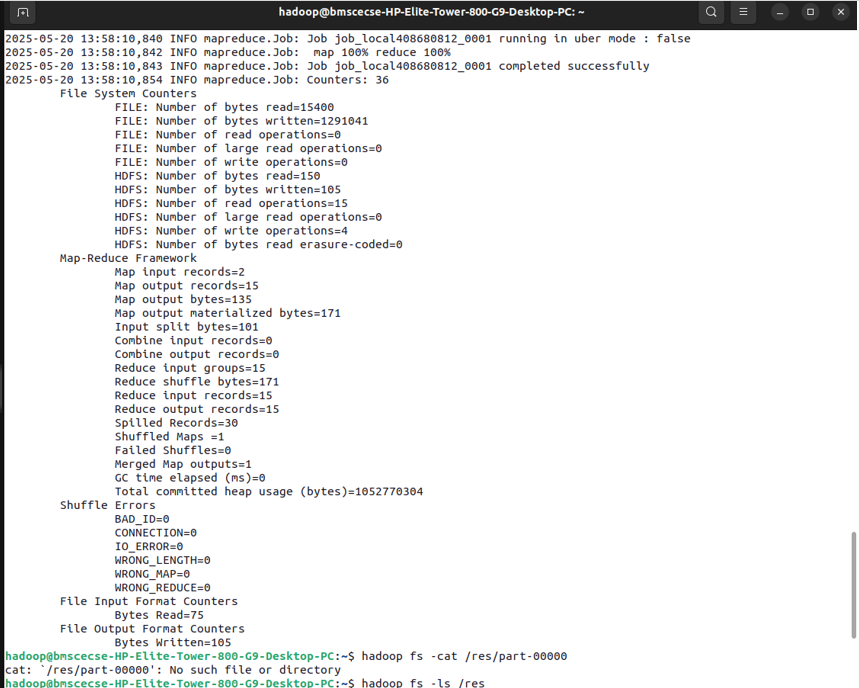 hadoop@bmscecse-HP-Elite-Tower-800-G9-Desktop-PC: ~
2025-05-20 13:58:10,840 INFO mapreduce.Job: Job job_local408680812_0001 running in uber mode : false
2025-05-20 13:58:10,842 INFO mapreduce.Job:  map 100% reduce 100%
2025-05-20 13:58:10,843 INFO mapreduce.Job: Job job_local408680812_0001 completed successfully
2025-05-20 13:58:10,854 INFO mapreduce.Job: Counters: 36
File System Counters
FILE: Number of bytes read=15400
FILE: Number of bytes written=1291041
FILE: Number of read operations=0
FILE: Number of large read operations=0
FILE: Number of write operations=0
HDFS: Number of bytes read=150
HDFS: Number of bytes written=105
HDFS: Number of read operations=15
HDFS: Number of large read operations=0
HDFS: Number of write operations=4
HDFS: Number of bytes read erasure-coded=0
Map-Reduce Framework
Map input records=2
Map output records=15
Map output bytes=135
Map output materialized bytes=171
Input split bytes=101
Combine input records=0
Combine output records=0
Reduce input groups=15
Reduce shuffle bytes=171
Reduce input records=15
Reduce output records=15
Spilled Records=30
Shuffled Maps =1
Failed Shuffles=0
Merged Map outputs=1
GC time elapsed (ms)=0
Total committed heap usage (bytes)=1052770304
Shuffle Errors
BAD_ID=0
CONNECTION=0
IO_ERROR=0
WRONG_LENGTH=0
WRONG_MAP=0
WRONG_REDUCE=0
File Input Format Counters
Bytes Read=75
File Output Format Counters
Bytes Written=105
hadoop@bmscecse-HP-Elite-Tower-800-G9-Desktop-PC:~$ hadoop fs -cat /res/part-00000
cat: `/res/part-00000': No such file or directory
hadoop@bmscecse-HP-Elite-Tower-800-G9-Desktop-PC:~$ hadoop fs -ls /res